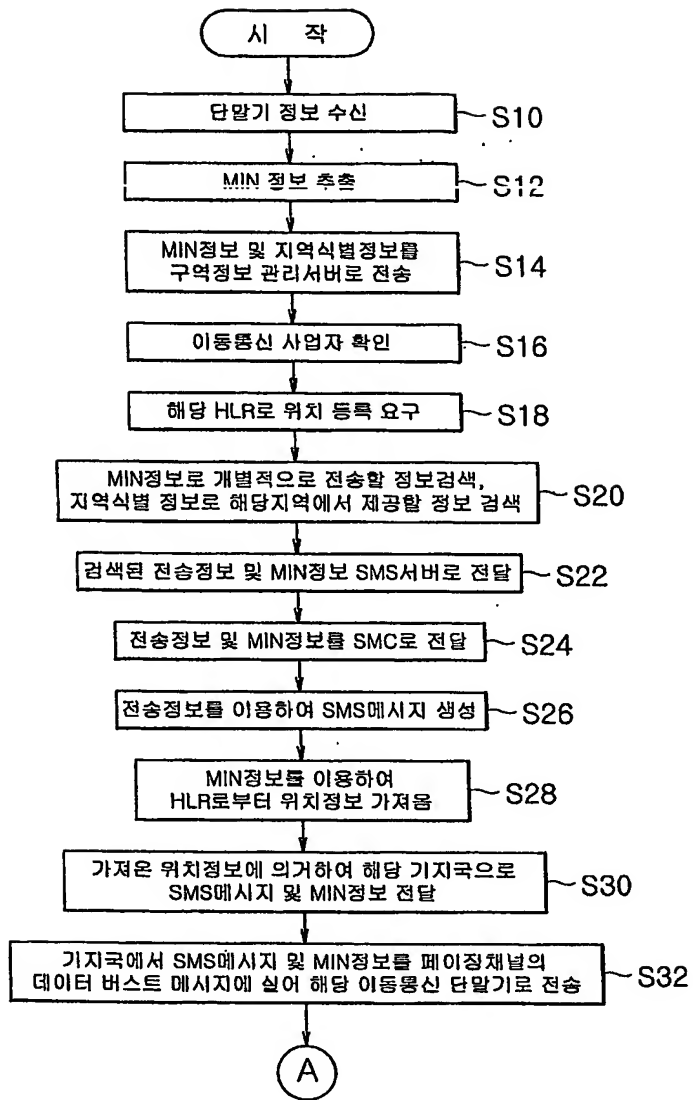 시 작
단말기 정보 수신
S10
MIN 정보 추출
S12
MIN정보 및 지역식별정보를
구역정보 관리서버로 전송
S14
이동통신 사업자 확인
S16
해당 HLR로 위치 등록 요구
S18
MIN정보로 개별적으로 전송할 정보검색,
지역식별 정보로 해당지역에서 제공할 정보 검색
S20
검색된 전송정보 및 MIN정보 SMS서버로 전달
S22
전송정보 및 MIN정보를 SMC로 전달
S24
전송정보를 이용하여 SMS메시지 생성
S26
MIN정보를 이용하여
HLR로부터 위치정보 가져옴
S28
가져온 위치정보에 의거하여 해당 기지국으로
SMS메시지 및 MIN정보 전달
S30
기지국에서 SMS메시지 및 MIN정보를 페이징채널의
데이터 버스트 메시지에 실어 해당 이동통신 단말기로 전송
S32
A